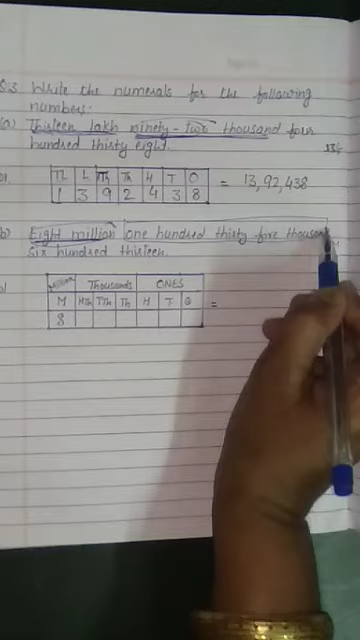 Q.3 Write the numerals for the following
numbers:
(a) Thirteen lakh ninety-two thousand four
hundred thirty eight.
TL L TTh Th H T O
1 3 9 2 4 3 8 = 13,92,438
b) Eight million one hundred thirty five thousand
six hundred thirteen
Million Thousands ONES
M HTh TTh Th H T O =
8